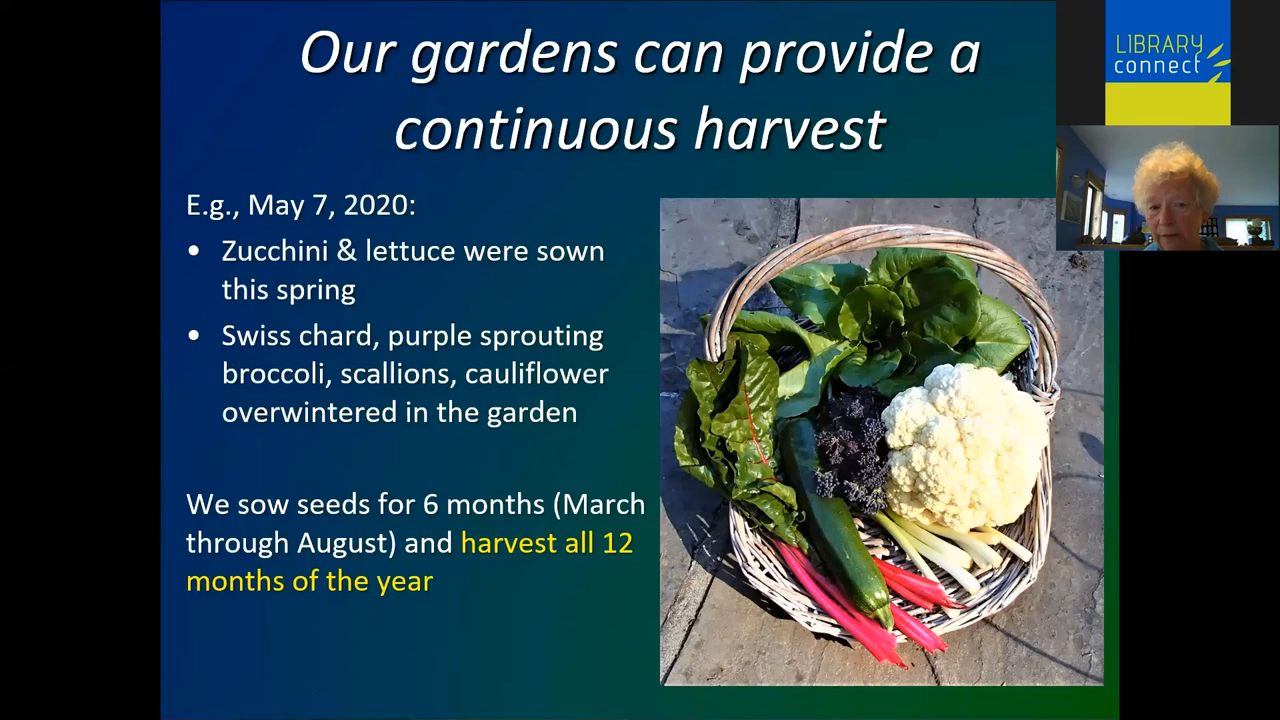 Our gardens can provide a
continuous harvest
LIBRARY
connect
E.g., May 7, 2020:
• Zucchini & lettuce were sown
this spring
• Swiss chard, purple sprouting
broccoli, scallions, cauliflower
overwintered in the garden
We sow seeds for 6 months (March
through August) and harvest all 12
months of the year